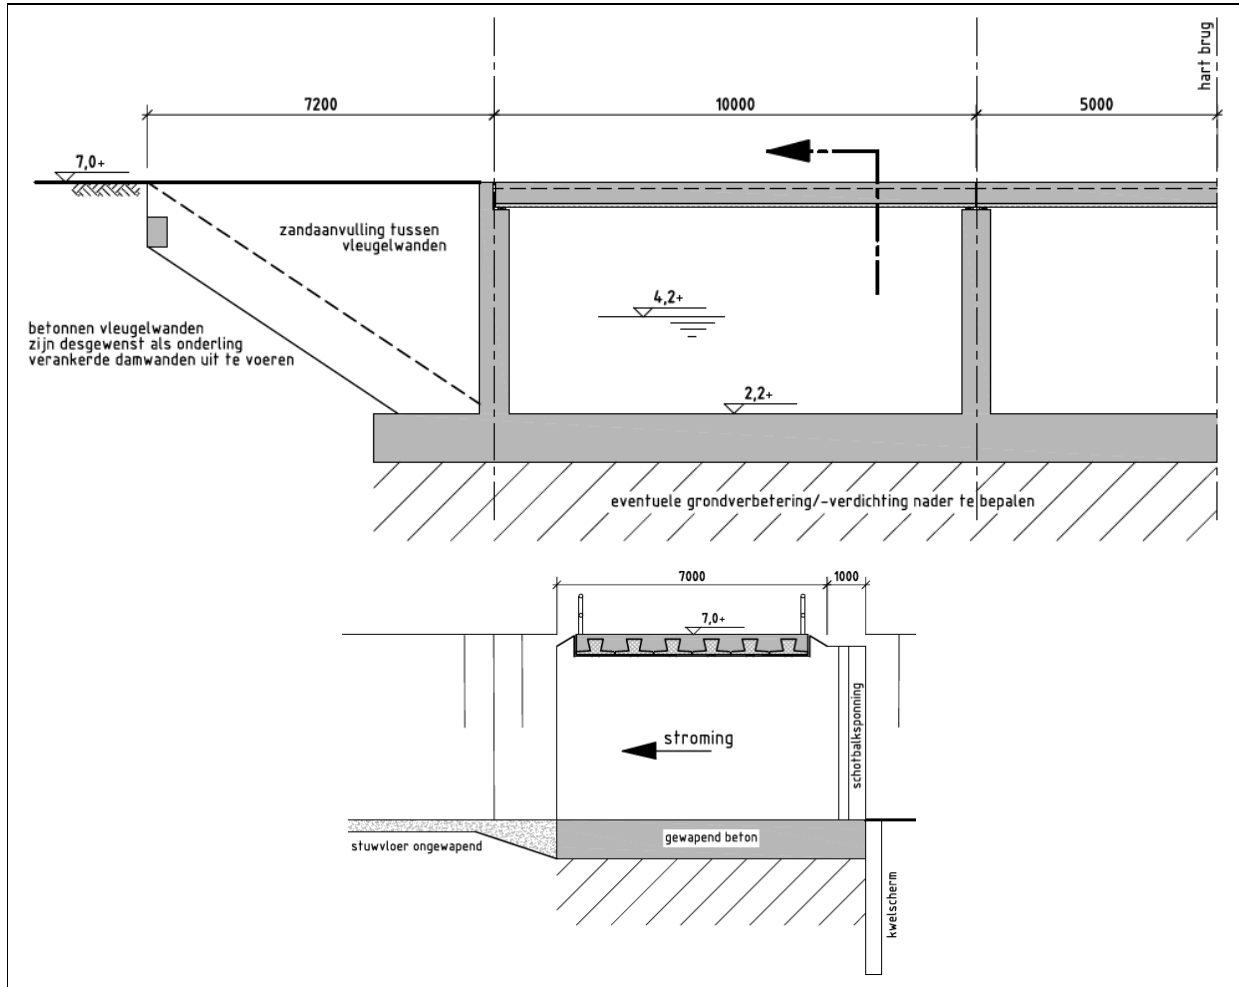 hart brug
7200
10000
5000
7,0+
zandaanvulling tussen
vleugelwanden
4,2+
betonnen vleugelwanden
zijn desgewenst als onderling
verankerde damwanden uit te voeren
2,2+
eventuele grondverbetering/-verdichting nader te bepalen
7000
1000
7,0+
schotbalksponning
stroming
gewapend beton
stuwvloer ongewapend
kwelscherm